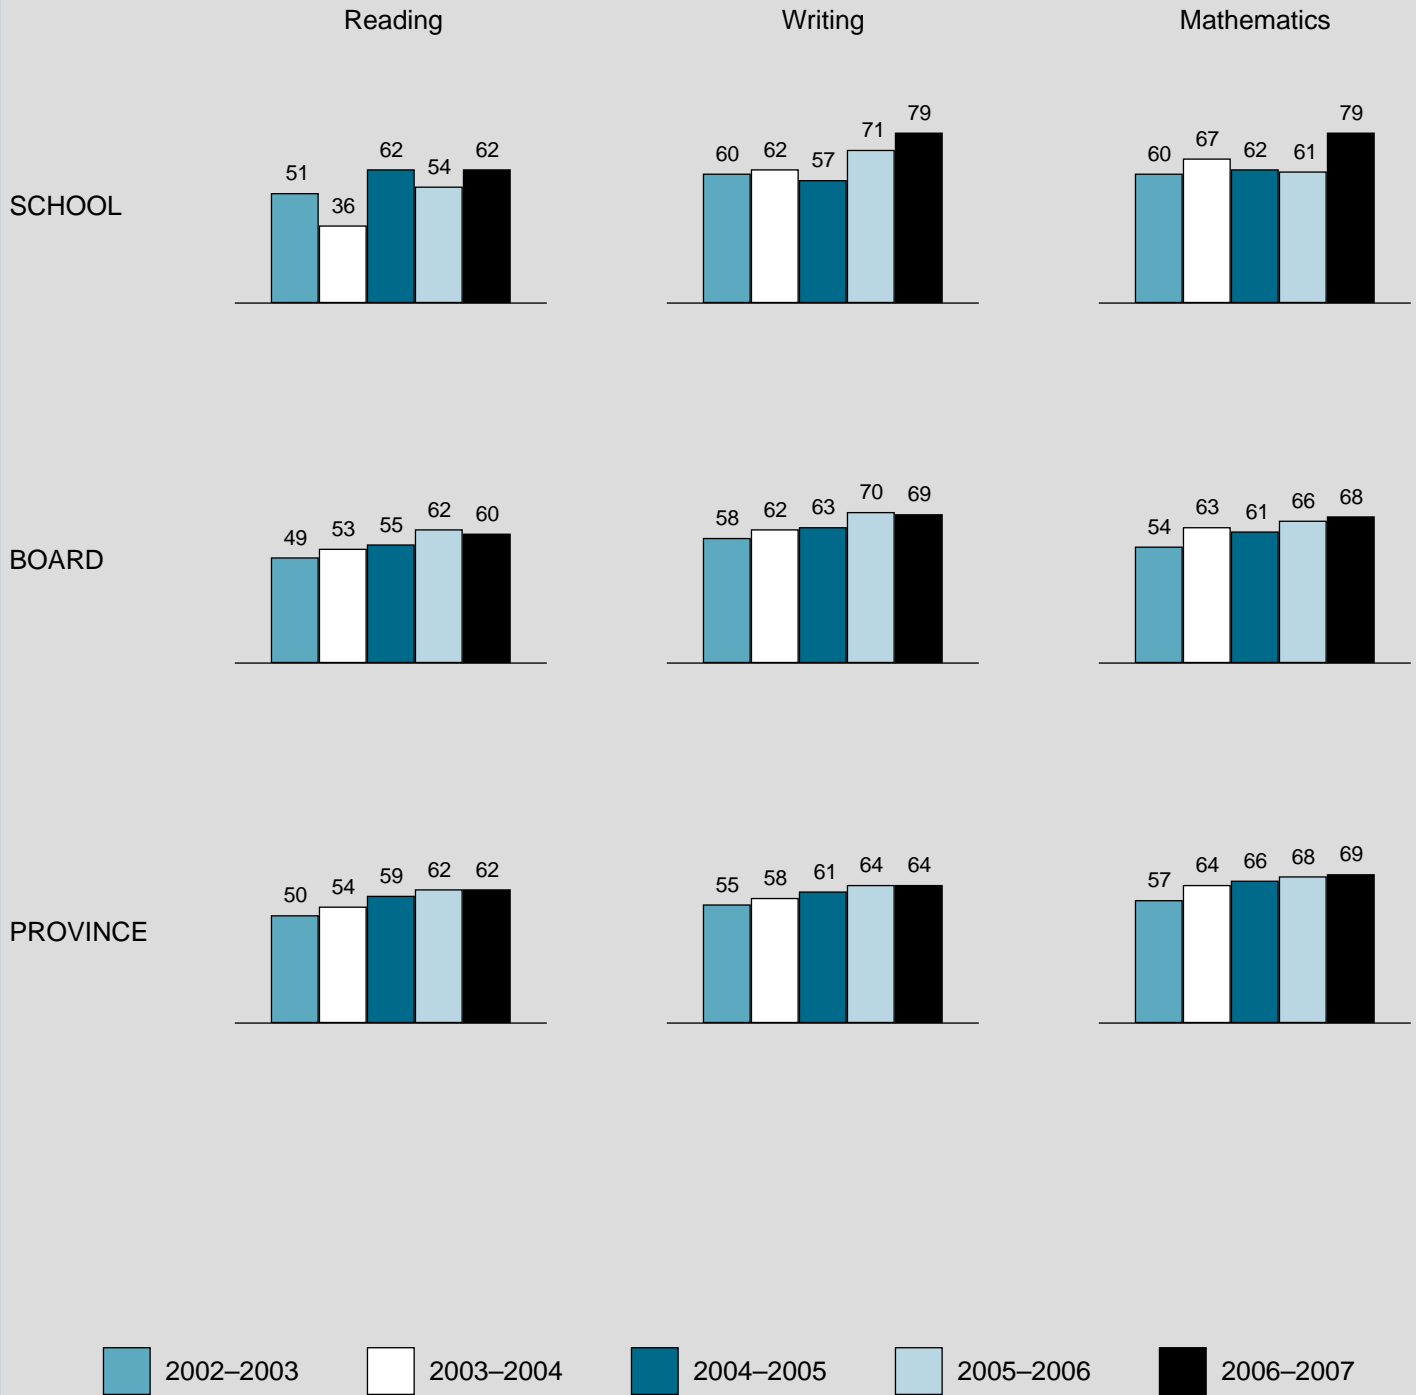 Reading Writing Mathematics
SCHOOL
51 36 62 54 62
60 62 57 71 79
60 67 62 61 79
BOARD
49 53 55 62 60
58 62 63 70 69
54 63 61 66 68
PROVINCE
50 54 59 62 62
55 58 61 64 64
57 64 66 68 69
2002–2003 2003–2004 2004–2005 2005–2006 2006–2007